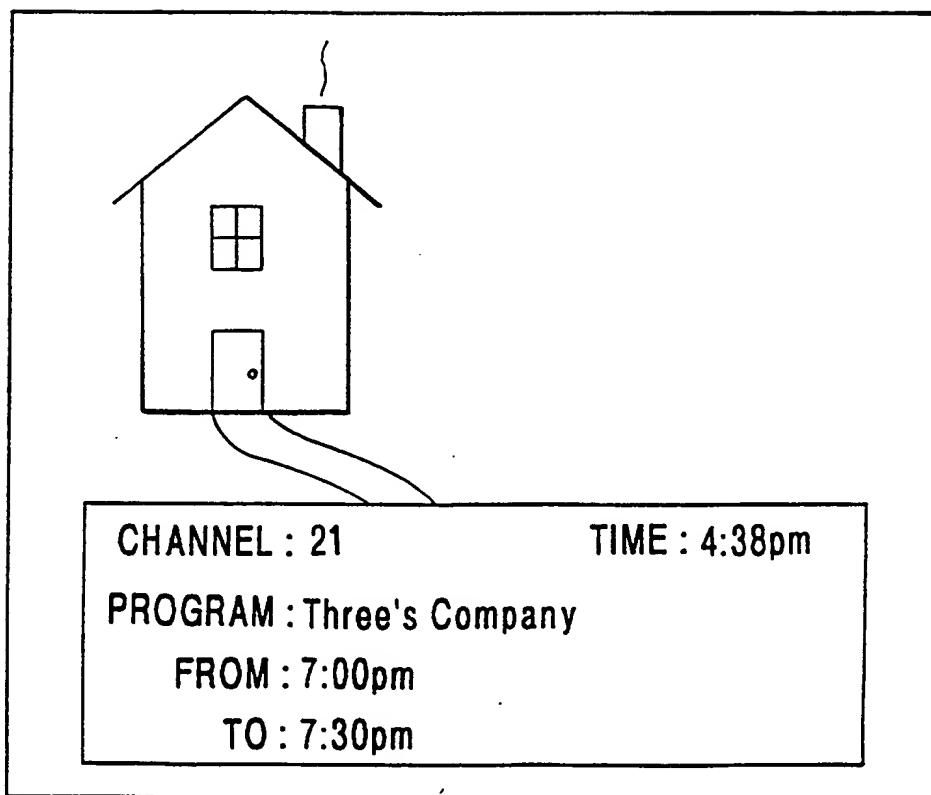 CHANNEL : 21 TIME : 4:38pm
PROGRAM : Three's Company
FROM : 7:00pm
TO : 7:30pm